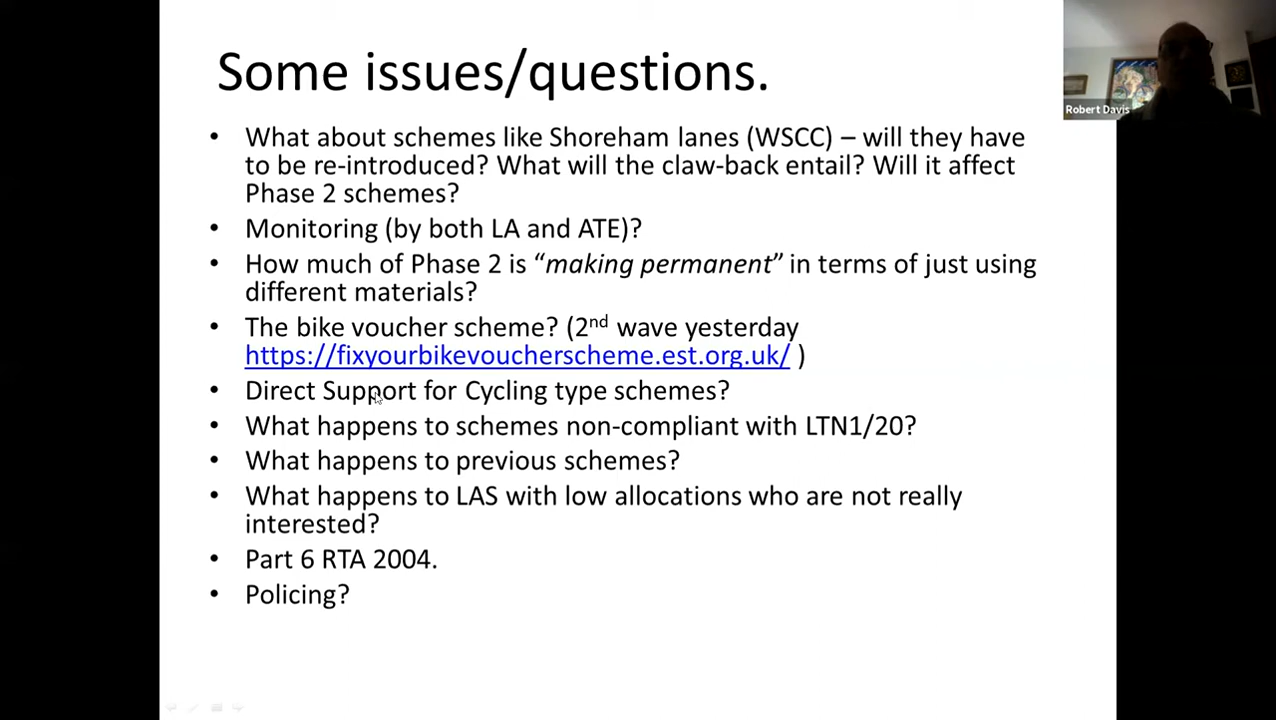 Some issues/questions.
Robert Davis
• What about schemes like Shoreham lanes (WSCC) – will they have
to be re-introduced? What will the claw-back entail? Will it affect
Phase 2 schemes?
• Monitoring (by both LA and ATE)?
• How much of Phase 2 is “making permanent” in terms of just using
different materials?
• The bike voucher scheme? (2nd wave yesterday
https://fixyourbikevoucherscheme.est.org.uk/ )
• Direct Support for Cycling type schemes?
• What happens to schemes non-compliant with LTN1/20?
• What happens to previous schemes?
• What happens to LAS with low allocations who are not really
interested?
• Part 6 RTA 2004.
• Policing?